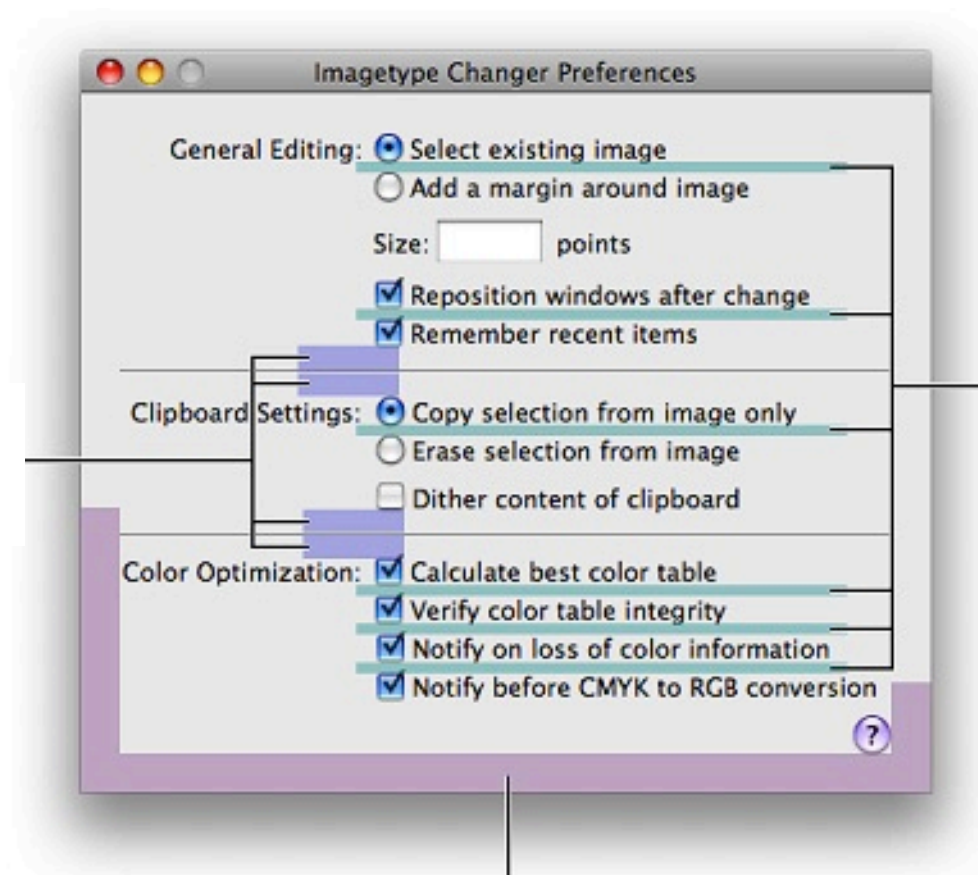 Imagetype Changer Preferences
General Editing: Select existing image
Add a margin around image
Size: points
Reposition windows after change
Remember recent items
Clipboard Settings: Copy selection from image only
Erase selection from image
Dither content of clipboard
Color Optimization: Calculate best color table
Verify color table integrity
Notify on loss of color information
Notify before CMYK to RGB conversion
?